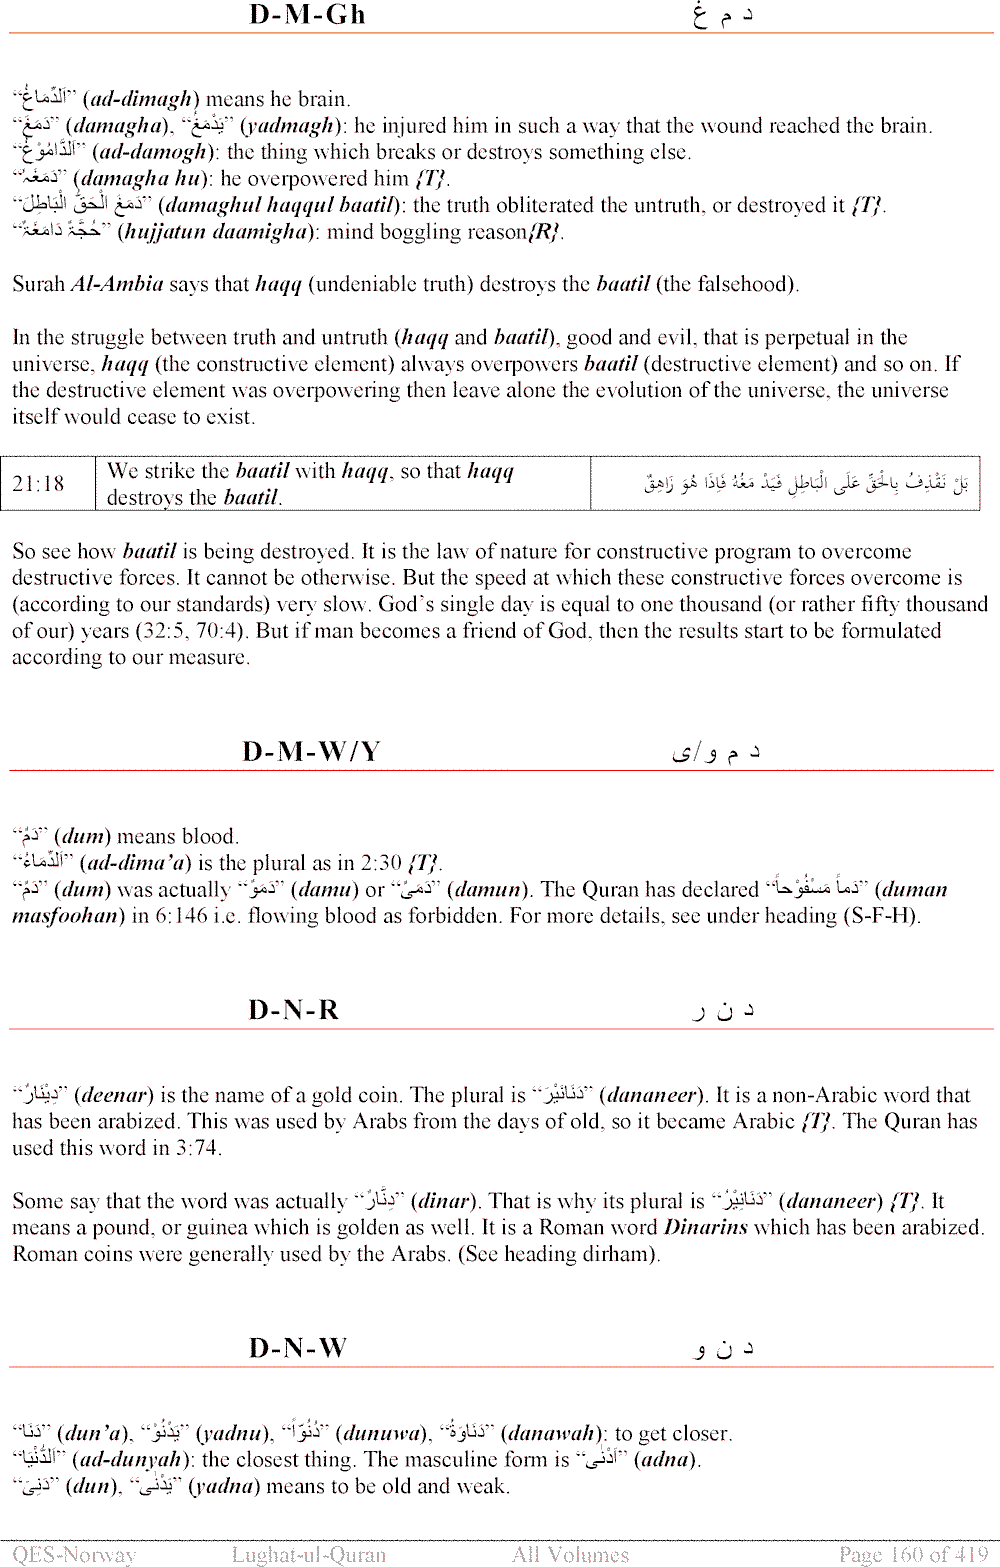 D-M-Gh د م غ
“اَلدِّمَاغُ” (ad-dimagh) means he brain.
“دَمَغَ” (damagha), “يَدْمَغُ” (yadmagh): he injured him in such a way that the wound reached the brain.
“اَلدَّامُوْغُ” (ad-damogh): the thing which breaks or destroys something else.
“دَمَغَہُ” (damagha hu): he overpowered him {T}.
“دَمَغَ الْحَقُّ الْبَاطِلَ” (damaghul haqqul baatil): the truth obliterated the untruth, or destroyed it {T}.
“حُجَّةٌ دَامَغَةٌ” (hujjatun daamigha): mind boggling reason{R}.
Surah Al-Ambia says that haqq (undeniable truth) destroys the baatil (the falsehood).
In the struggle between truth and untruth (haqq and baatil), good and evil, that is perpetual in the
universe, haqq (the constructive element) always overpowers baatil (destructive element) and so on. If
the destructive element was overpowering then leave alone the evolution of the universe, the universe
itself would cease to exist.
21:18 We strike the baatil with haqq, so that haqq destroys the baatil. بَلْ نَقْذِفُ بِالْحَقِّ عَلَى الْبَاطِلِ فَيَدْ مَغُهُ فَاِذَا هُوَ زَاهِقٌ
So see how baatil is being destroyed. It is the law of nature for constructive program to overcome
destructive forces. It cannot be otherwise. But the speed at which these constructive forces overcome is
(according to our standards) very slow. God’s single day is equal to one thousand (or rather fifty thousand
of our) years (32:5, 70:4). But if man becomes a friend of God, then the results start to be formulated
according to our measure.
D-M-W/Y د م و/ی
“دَمٌ” (dum) means blood.
“اَلدِّمَاءُ” (ad-dima’a) is the plural as in 2:30 {T}.
“دَمٌ” (dum) was actually “دَمَوٌ” (damu) or “دَمَیٌ” (damun). The Quran has declared “دَماً مَسْفُوْحاً” (duman
masfoohan) in 6:146 i.e. flowing blood as forbidden. For more details, see under heading (S-F-H).
D-N-R د ن ر
“دِيْنَارٌ” (deenar) is the name of a gold coin. The plural is “دَنَانَيْرَ” (dananeer). It is a non-Arabic word that
has been arabized. This was used by Arabs from the days of old, so it became Arabic {T}. The Quran has
used this word in 3:74.
Some say that the word was actually “دِنَّارٌ” (dinar). That is why its plural is “دَنَانِيْرُ” (dananeer) {T}. It
means a pound, or guinea which is golden as well. It is a Roman word Dinarins which has been arabized.
Roman coins were generally used by the Arabs. (See heading dirham).
D-N-W د ن و
“دَنَا” (dun’a), “يَدْنُوْ” (yadnu), “دُنُوّاً” (dunuwa), “دَنَاوَةُ” (danawah): to get closer.
“اَلدُّنْيَا” (ad-dunyah): the closest thing. The masculine form is “اَدْنٰی” (adna).
“دَنِیَ” (dun), “يَدْنٰی” (yadna) means to be old and weak.
QES-Norway Lughat-ul-Quran All Volumes Page 160 of 419